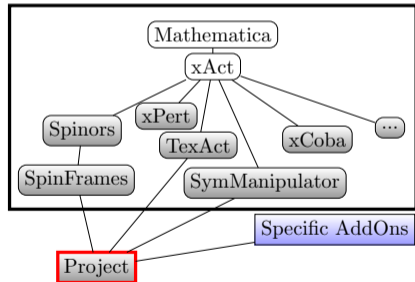 Mathematica
xAct
xPert
...
Spinors
xCoba
TexAct
SpinFrames
SymManipulator
Specific AddOns
Project